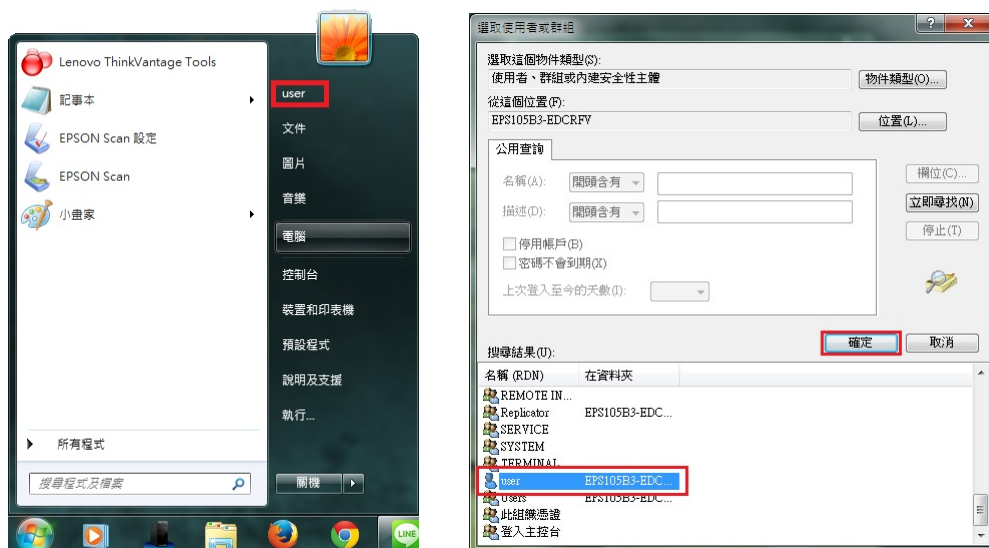 Lenovo ThinkVantage Tools
記事本
EPSON Scan 設定
EPSON Scan
小畫家
所有程式
搜尋程式及檔案
user
文件
圖片
音樂
電腦
控制台
裝置和印表機
預設程式
說明及支援
執行...
關機
LINE
選取使用者或群組
選取這個物件類型(S):
使用者、群組或內建安全性主體
物件類型(O)...
從這個位置(F):
EPS105B3-EDCRFV
位置(L)...
公用查詢
名稱(A): 開頭含有
描述(D): 開頭含有
停用帳戶(B)
密碼不會到期(X)
上次登入至今的天數(I):
欄位(C)...
立即尋找(N)
停止(T)
確定 取消
搜尋結果(U):
名稱 (RDN) 在資料夾
REMOTE IN...
Replicator EPS105B3-EDC...
SERVICE
SYSTEM
TERMINAL
user EPS105B3-EDC...
Users EPS105B3-EDC...
此組織憑證
登入主控台